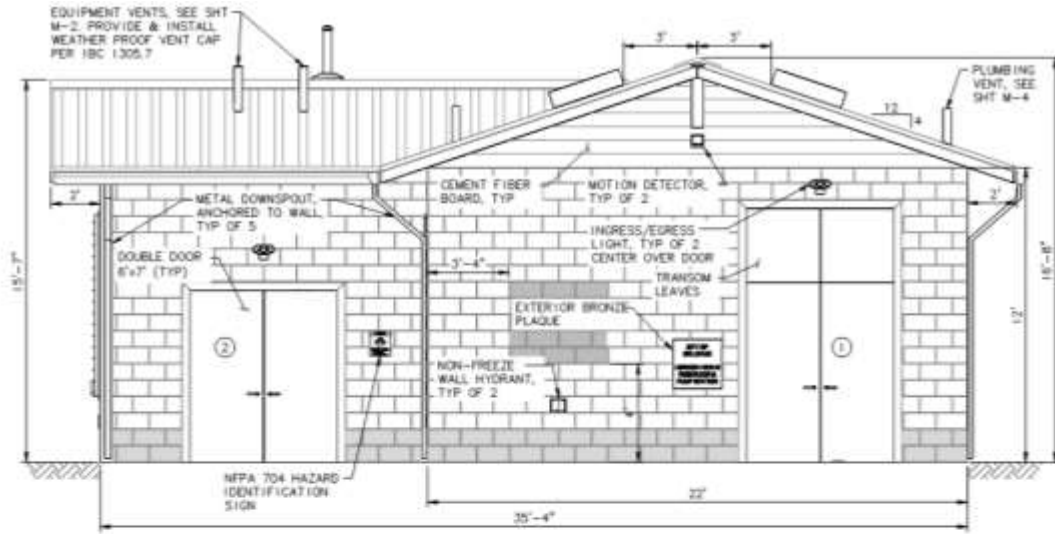 EQUIPMENT VENTS, SEE SHT
M-2. PROVIDE & INSTALL
WEATHER PROOF VENT CAP
PER IBC 1305.7
3'
3'
PLUMBING
VENT, SEE
SHT M-4
12
4
2'
METAL DOWNSPOUT,
ANCHORED TO WALL,
TYP OF 5
CEMENT FIBER
BOARD, TYP
MOTION DETECTOR,
TYP OF 2
2'
INGRESS/EGRESS
LIGHT, TYP OF 2
CENTER OVER DOOR
DOUBLE DOOR
6'x7' (TYP)
3'-4"
TRANSOM
LEAVES
15'-7"
EXTERIOR BRONZE
PLAQUE
12'
2
1
NON-FREEZE
WALL HYDRANT,
TYP OF 2
NFPA 704 HAZARD
IDENTIFICATION
SIGN
22'
35'-4"